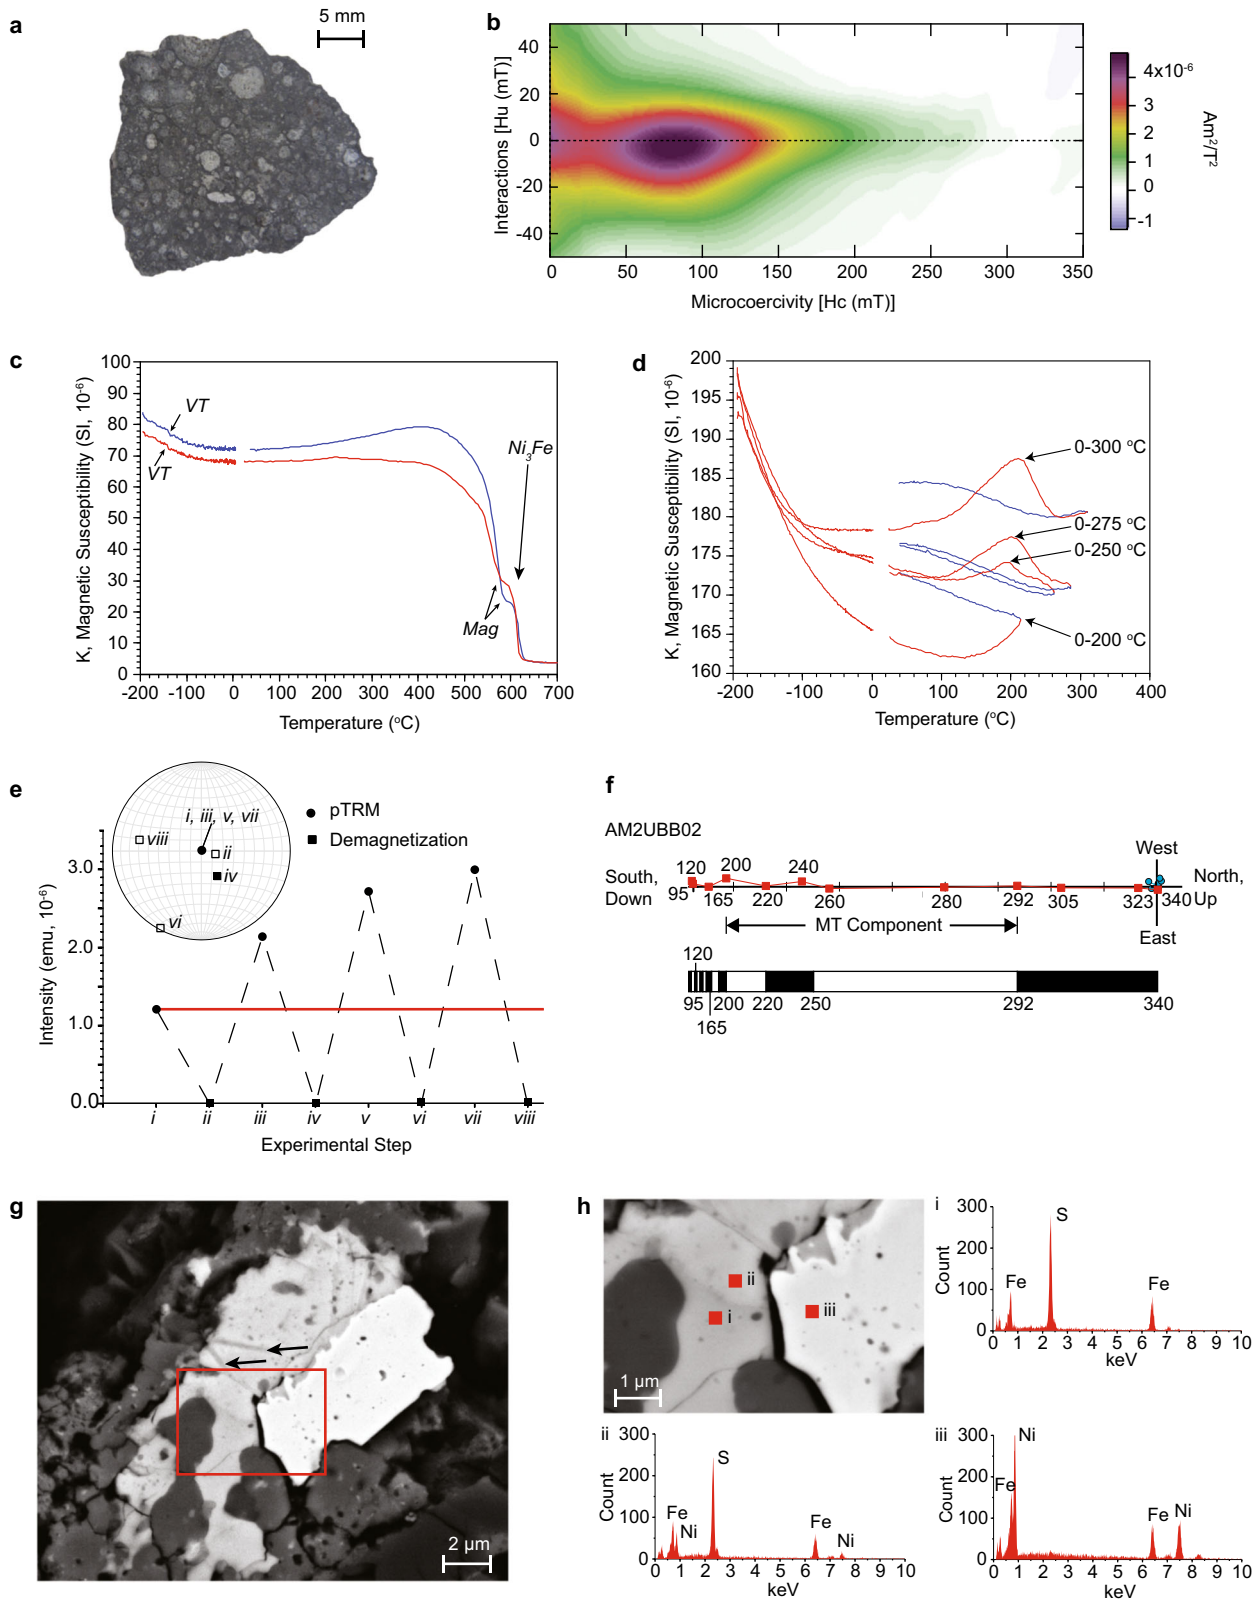 a
5 mm
b
Interactions [Hu (mT)]
40
20
0
-20
-40
0
50
100
150
200
250
300
350
Microcoercivity [Hc (mT)]
4x10-6
3
2
1
0
-1
Am2/T2
c
K, Magnetic Susceptibility (SI, 10-6)
100
90
80
70
60
50
40
30
20
10
0
-200
-100
0
100
200
300
400
500
600
700
Temperature (oC)
VT
VT
Ni3Fe
Mag
d
K, Magnetic Susceptibility (SI, 10-6)
200
195
190
185
180
175
170
165
160
-200
-100
0
100
200
300
400
Temperature (oC)
0-300 oC
0-275 oC
0-250 oC
0-200 oC
e
pTRM
Demagnetization
i, iii, v, vii
viii
ii
iv
vi
Intensity (emu, 10-6)
3.0
2.0
1.0
0.0
i
ii
iii
iv
v
vi
vii
viii
Experimental Step
f
AM2UBB02
South,
Down
North,
Up
West
East
120
95
165
200
220
240
260
280
292
305
323
340
MT Component
120
95
165
200
220
250
292
340
g
2 µm
h
ii
i
iii
1 µm
i
Count
300
200
100
0
Fe
S
Fe
0 1 2 3 4 5 6 7 8 9 10
keV
ii
Count
300
200
100
0
Fe
Ni
S
Fe
Ni
0 1 2 3 4 5 6 7 8 9 10
keV
iii
Count
300
200
100
0
Fe
Ni
Fe
Ni
0 1 2 3 4 5 6 7 8 9 10
keV